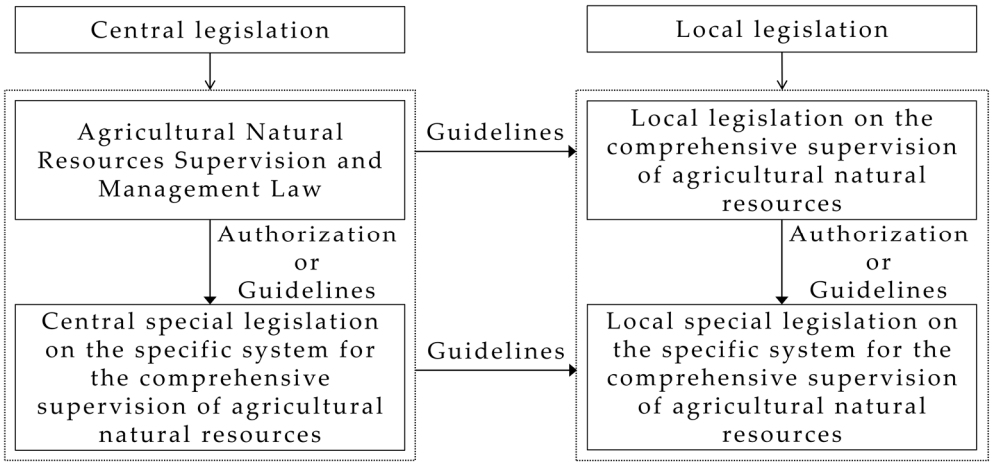 Central legislation
Local legislation
Agricultural Natural
Resources Supervision and
Management Law
Guidelines
Local legislation on the
comprehensive supervision
of agricultural natural
resources
Authorization
or
Guidelines
Authorization
or
Guidelines
Central special legislation
on the specific system for
the comprehensive
supervision of agricultural
natural resources
Guidelines
Local special legislation on
the specific system for the
comprehensive supervision
of agricultural natural
resources